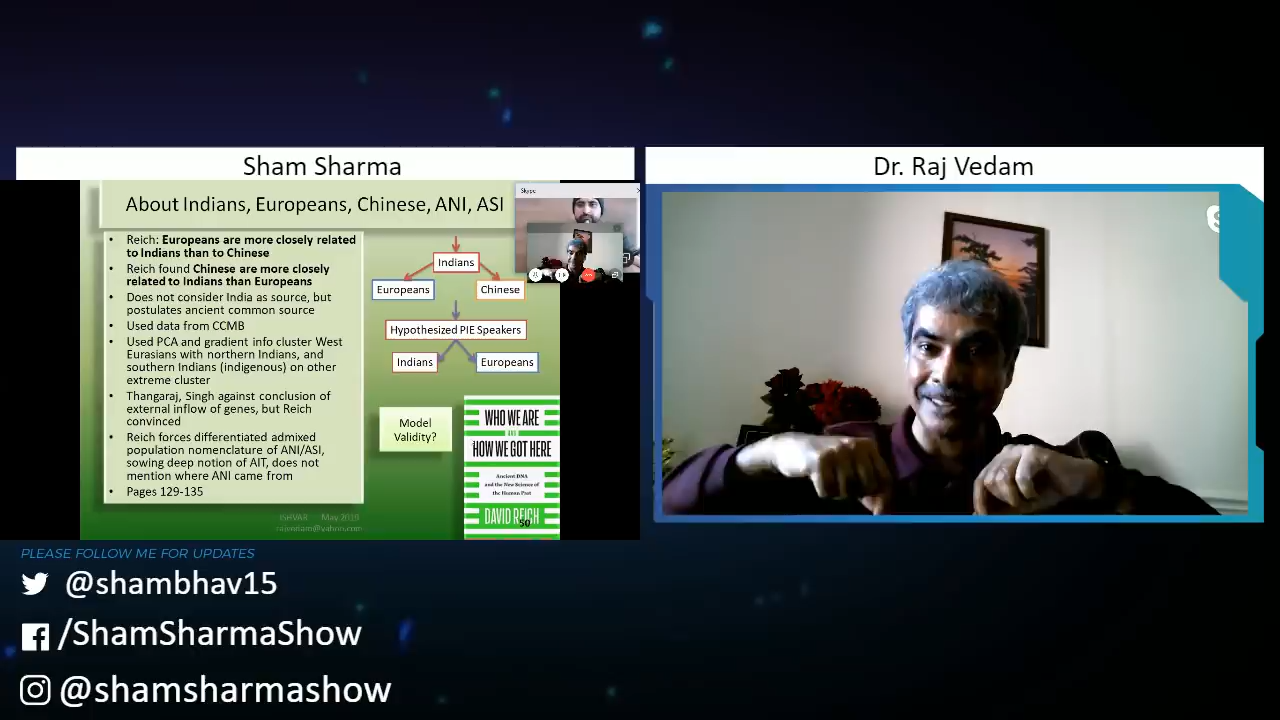 Sham Sharma
Dr. Raj Vedam
About Indians, Europeans, Chinese, ANI, ASI
Skype
• Reich: Europeans are more closely related
to Indians than to Chinese
• Reich found Chinese are more closely
related to Indians than Europeans
• Does not consider India as source, but
postulates ancient common source
• Used data from CCMB
• Used PCA and gradient info cluster West
Eurasians with northern Indians, and
southern Indians (indigenous) on other
extreme cluster
• Thangaraj, Singh against conclusion of
external inflow of genes, but Reich
convinced
• Reich forces differentiated admixed
population nomenclature of ANI/ASI,
sowing deep notion of AIT, does not
mention where ANI came from
• Pages 129-135
Indians
Europeans
Chinese
Hypothesized PIE Speakers
Indians
Europeans
Model
Validity?
WHO WE ARE
AND
HOW WE GOT HERE
Ancient DNA
and the New Science of
the Human Past
DAVID REICH
50
ISHVAR May 2019
PLEASE FOLLOW ME FOR UPDATES
@shambhav15
/ShamSharmaShow
@shamsharmashow